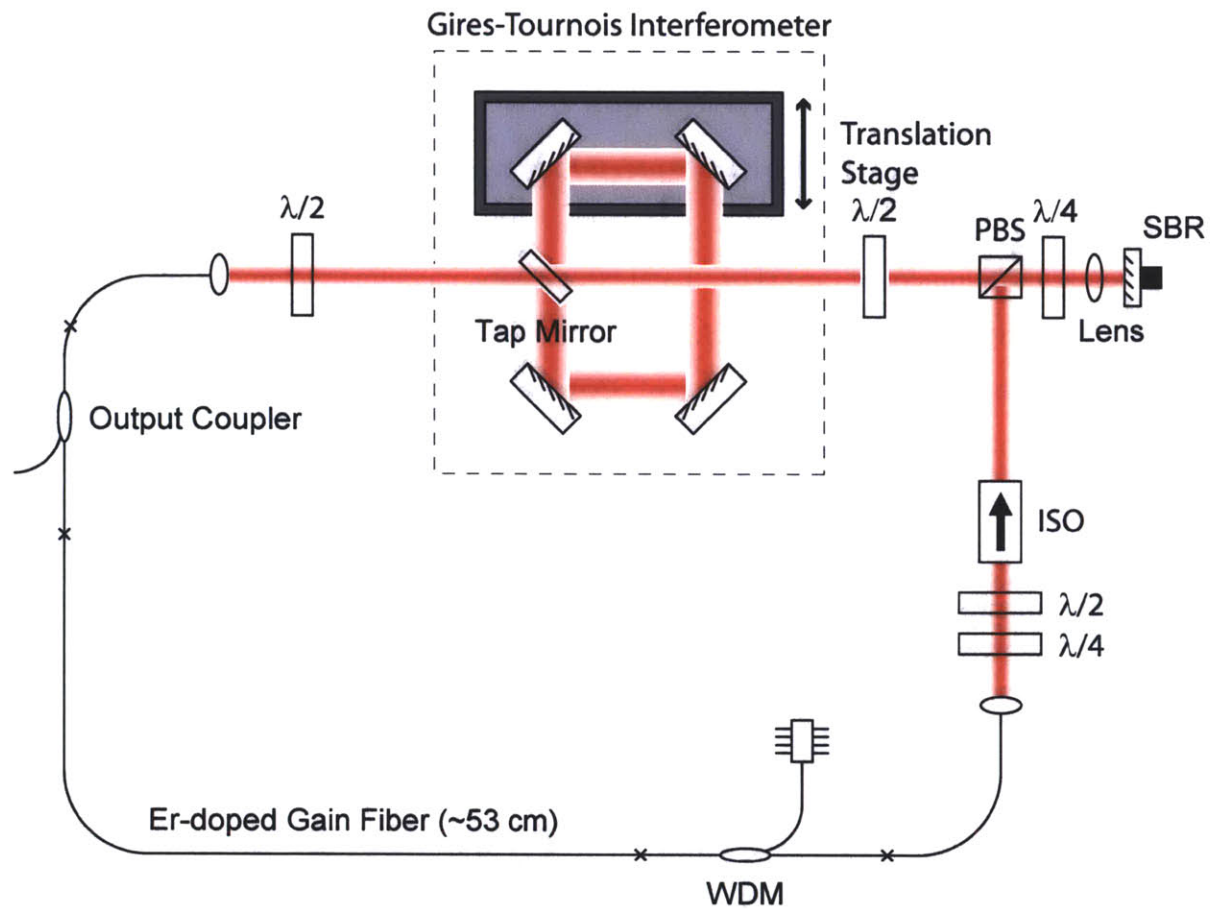 Gires-Tournois Interferometer
Translation
Stage
λ/2
λ/2
PBS
λ/4
SBR
Tap Mirror
Lens
Output Coupler
ISO
λ/2
λ/4
Er-doped Gain Fiber (~53 cm)
WDM